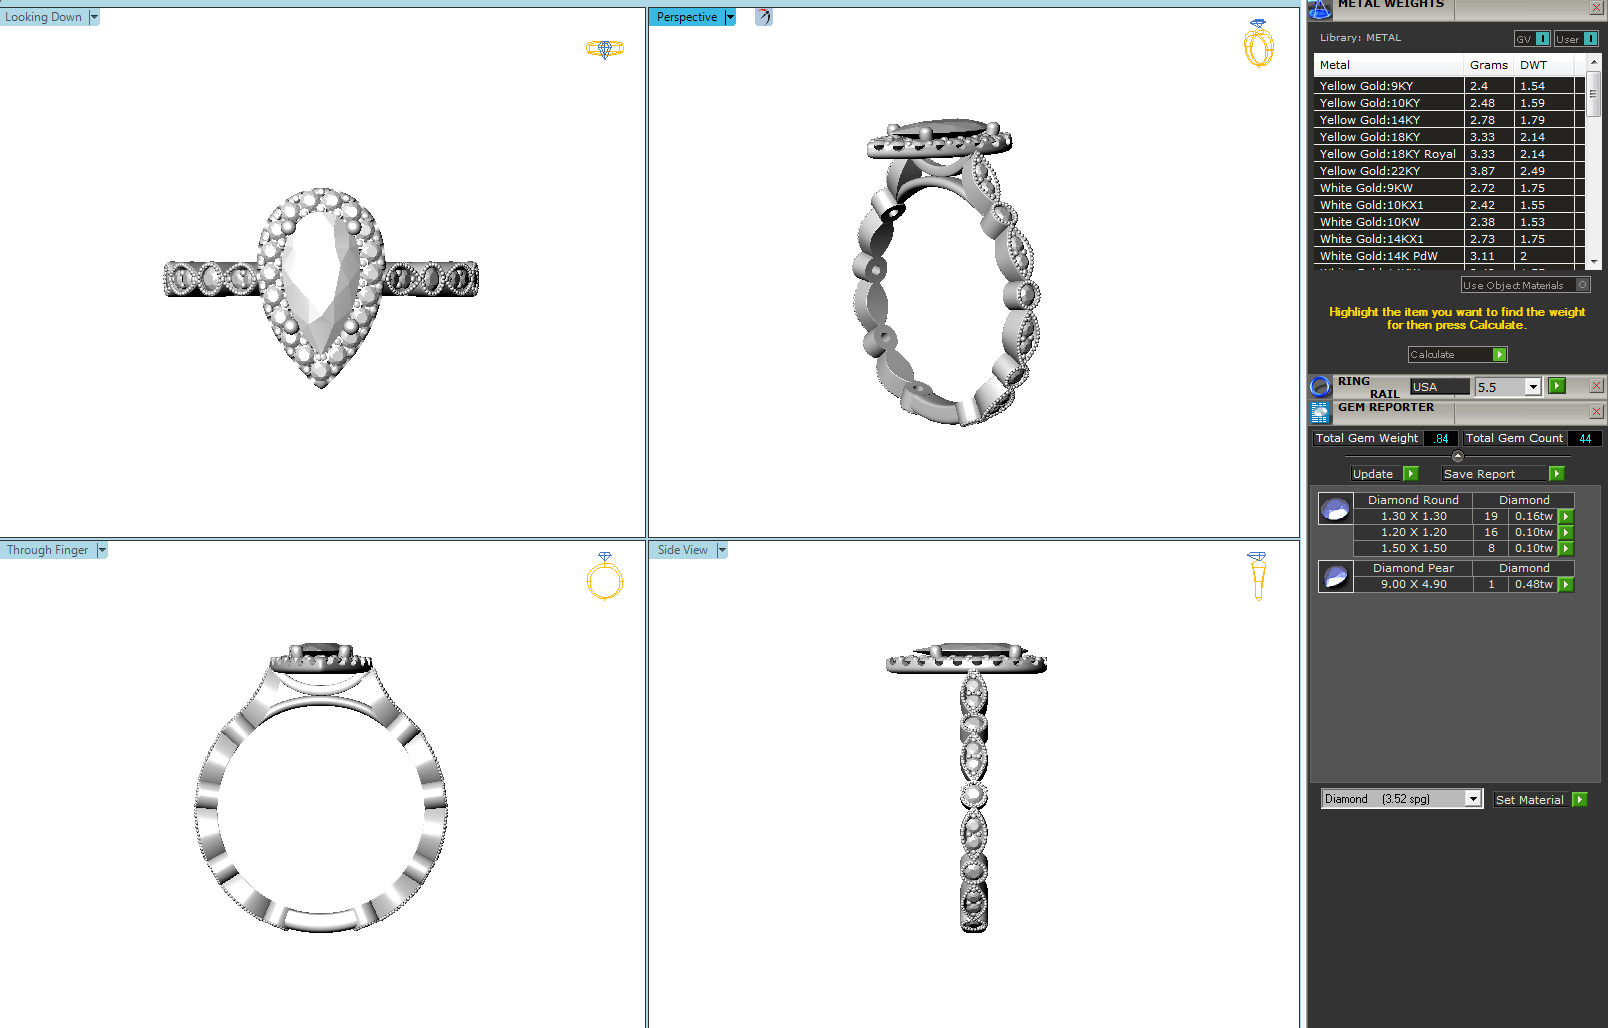 Looking Down
Perspective
METAL WEIGHTS
Library: METAL
GV I User I
Metal Grams DWT
Yellow Gold:9KY 2.4 1.54
Yellow Gold:10KY 2.48 1.59
Yellow Gold:14KY 2.78 1.79
Yellow Gold:18KY 3.33 2.14
Yellow Gold:18KY Royal 3.33 2.14
Yellow Gold:22KY 3.87 2.49
White Gold:9KW 2.72 1.75
White Gold:10KX1 2.42 1.55
White Gold:10KW 2.38 1.53
White Gold:14KX1 2.73 1.75
White Gold:14K PdW 3.11 2
Use Object Materials O
Highlight the item you want to find the weight
for then press Calculate.
Calculate
RING
RAIL
USA 5.5
GEM REPORTER
Total Gem Weight .84 Total Gem Count 44
Update Save Report
Diamond Round Diamond
1.30 X 1.30 19 0.16tw
1.20 X 1.20 16 0.10tw
1.50 X 1.50 8 0.10tw
Diamond Pear Diamond
9.00 X 4.90 1 0.48tw
Diamond (3.52 spg) Set Material
Through Finger
Side View